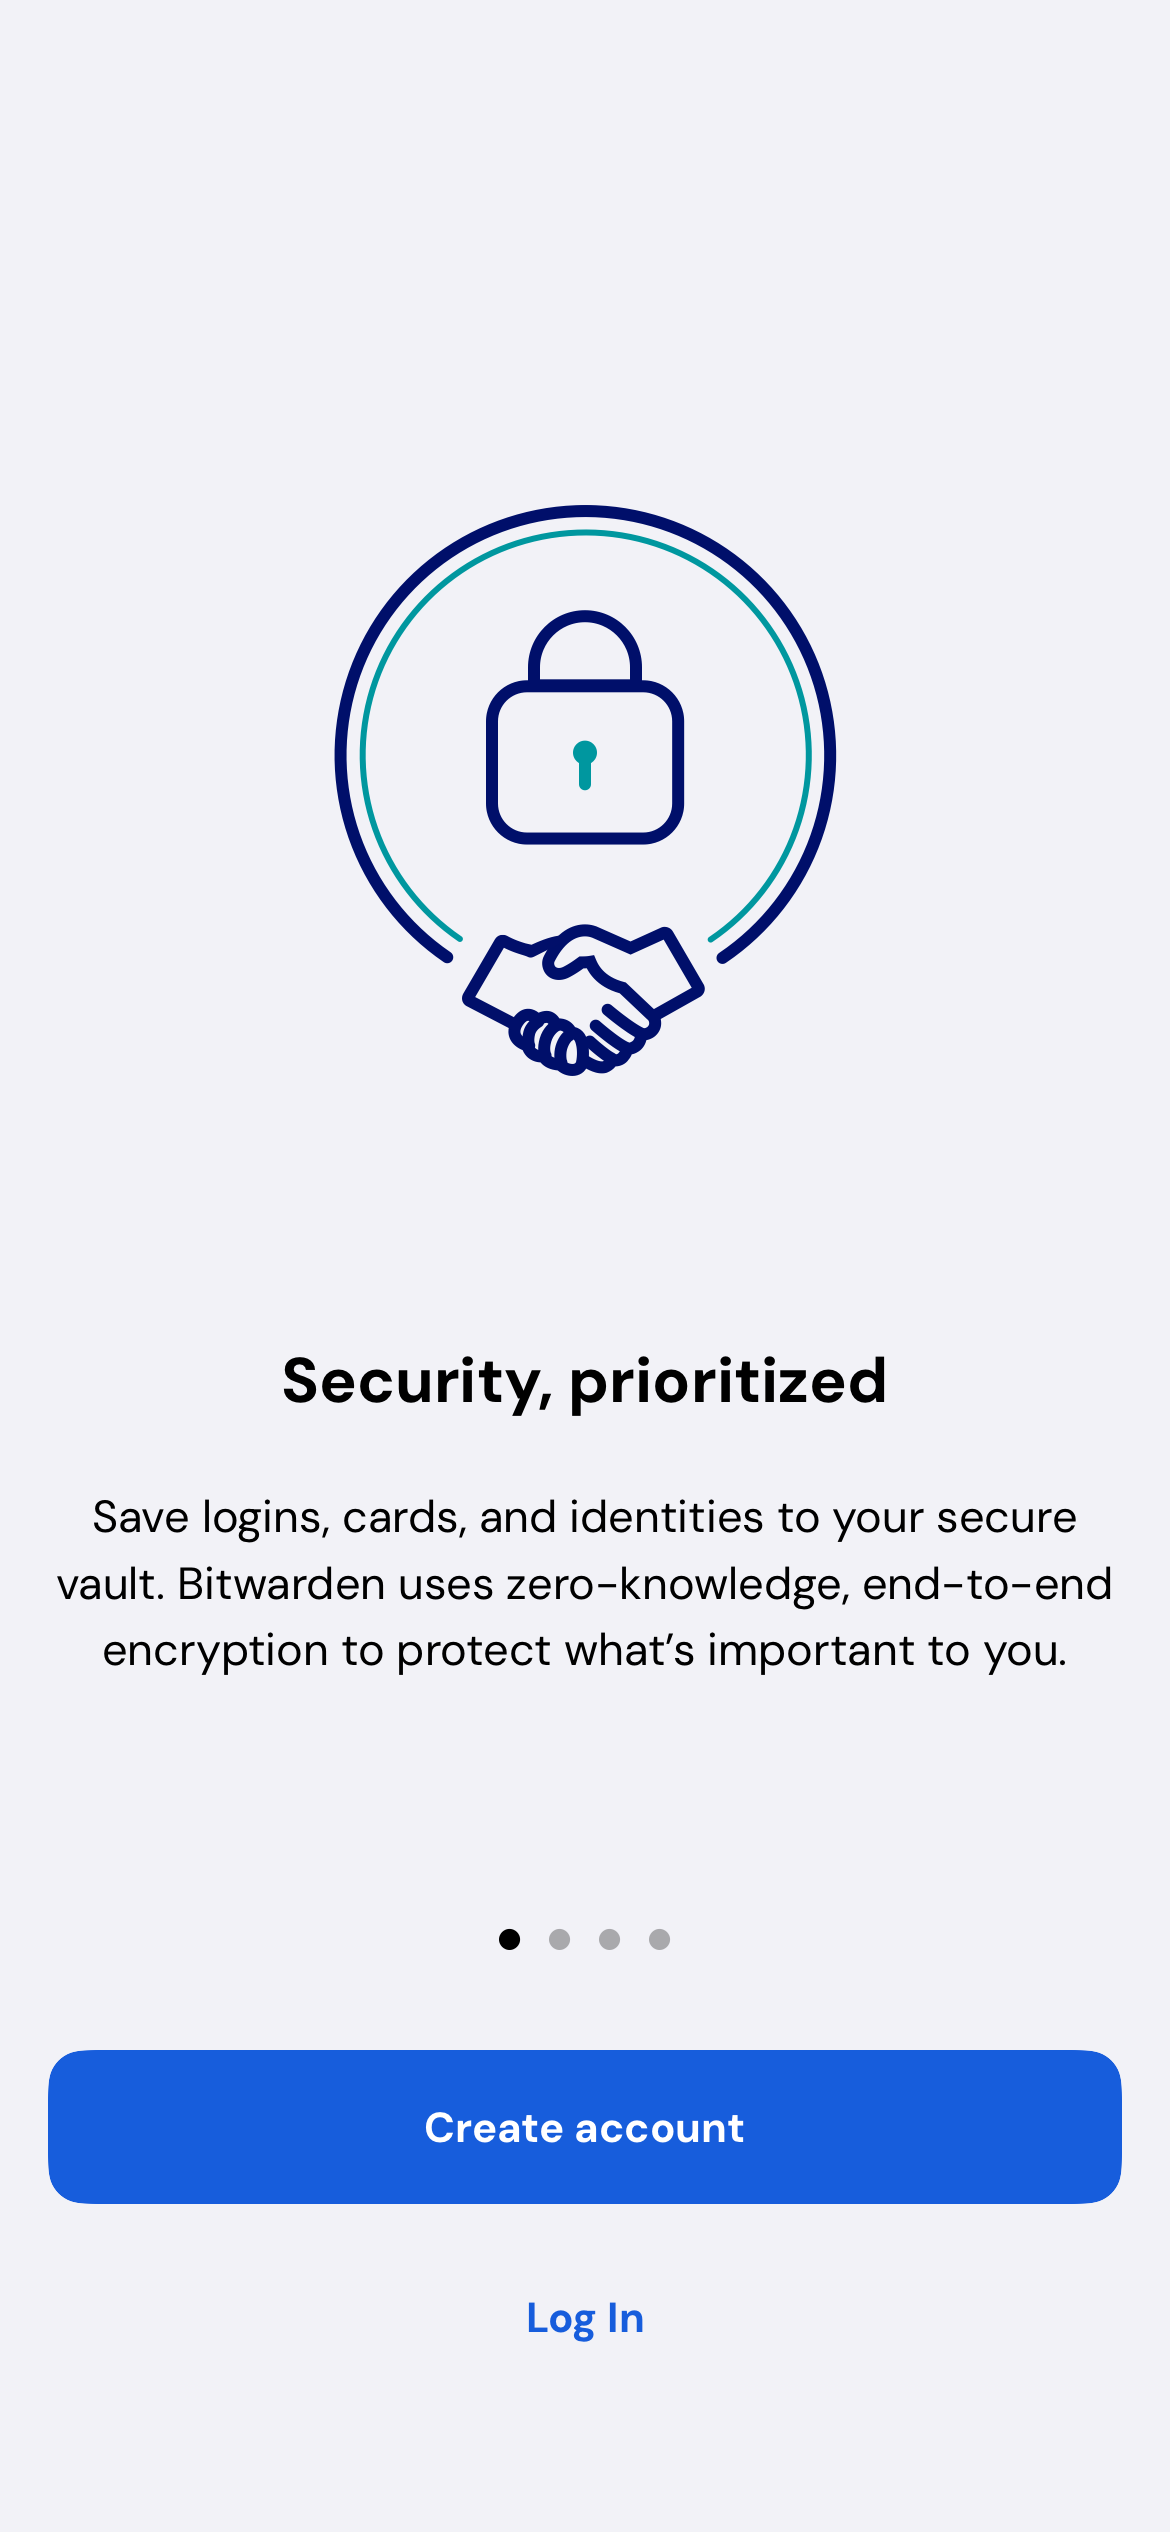 Security, prioritized
Save logins, cards, and identities to your secure
vault. Bitwarden uses zero-knowledge, end-to-end
encryption to protect what’s important to you.
Create account
Log In